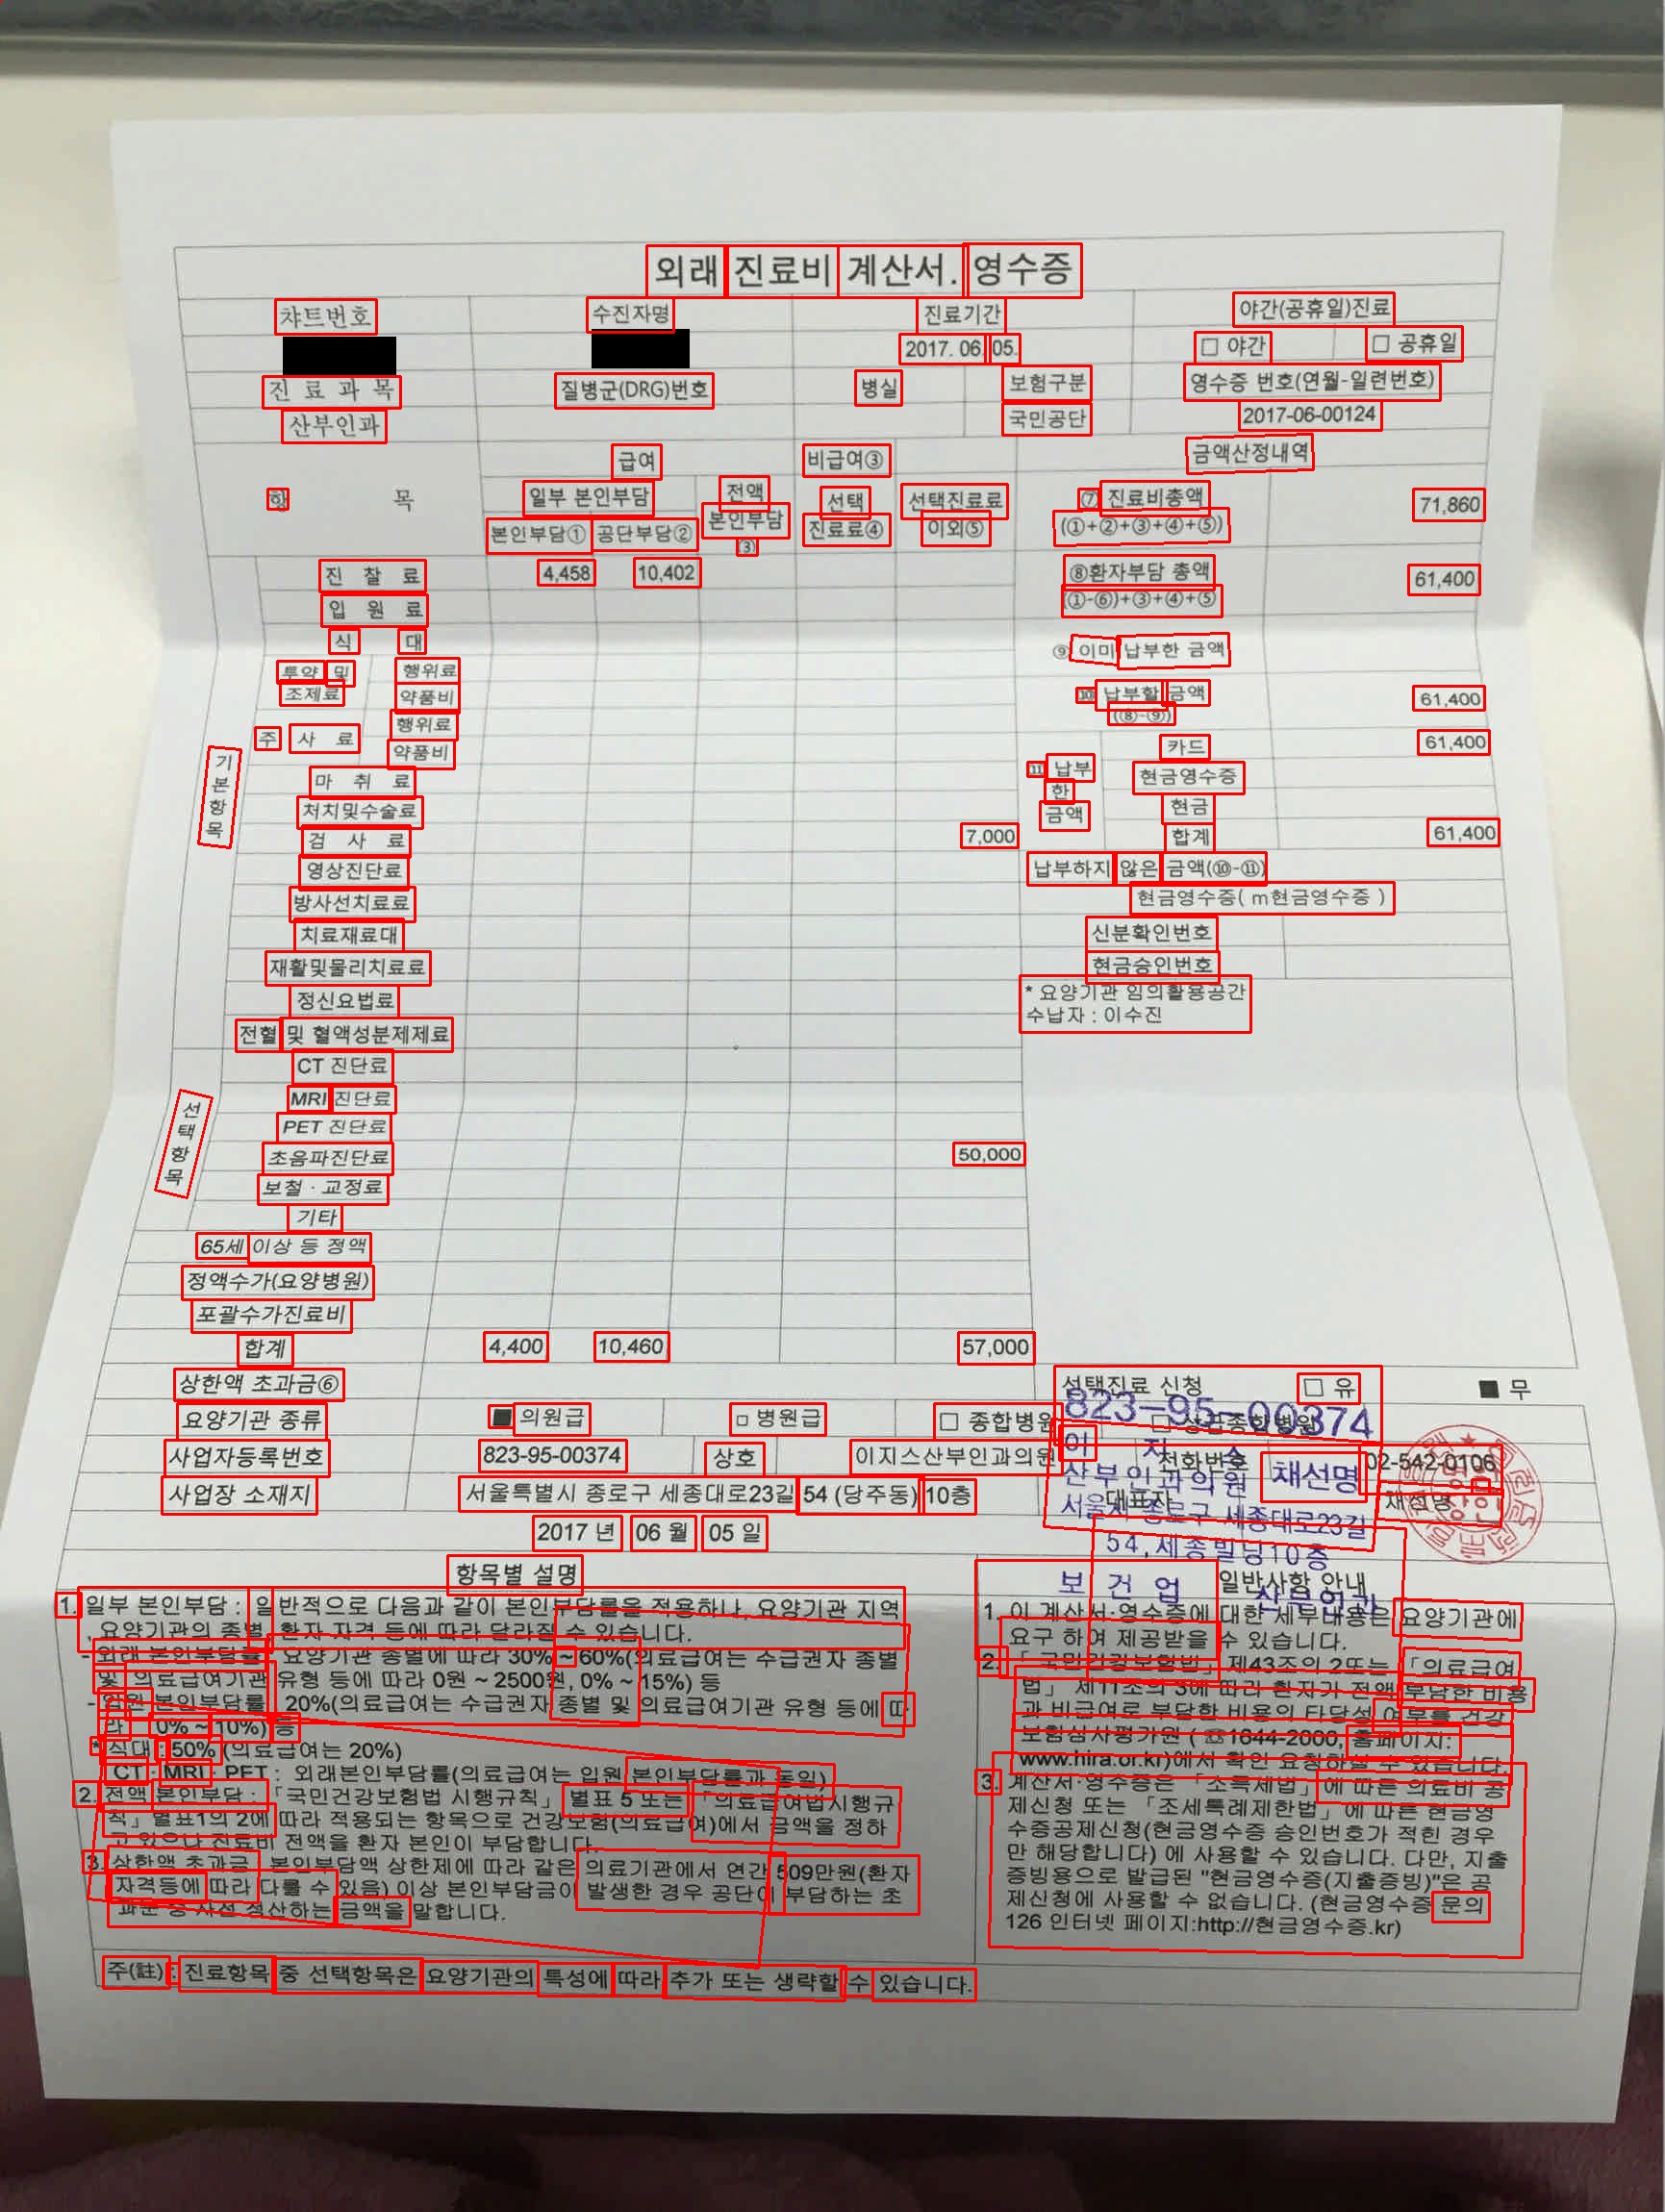 외래 진료비 계산서. 영수증
챠트번호 수진자명 진료기간 야간(공휴일)진료
2017. 06. 05. □ 야간 □ 공휴일
진 료 과 목 질병군(DRG)번호 병실 보험구분 영수증 번호(연월-일련번호)
산부인과 국민공단 2017-06-00124
급여 비급여③ 금액산정내역
항 목 일부 본인부담 전액 본인부담 ③ 선택 진료료④ 선택진료료 이외⑤ ⑦ 진료비총액 71,860
본인부담① 공단부담② (①+②+③+④+⑤)
진 찰 료 4,458 10,402 ⑧환자부담 총액 61,400
입 원 료 (①-⑥)+③+④+⑤
식 대 ⑨ 이미 납부한 금액
투약 및 조제료 행위료
약품비 ⑩ 납부할 금액 61,400
(⑧-⑨)
주 사 료 행위료
약품비 카드 61,400
기본항목
마 취 료 ⑪ 납부한 금액 현금영수증
처치및수술료 현금
검 사 료 7,000 합계 61,400
영상진단료 납부하지 않은 금액(⑩-⑪)
방사선치료료 현금영수증( m현금영수증 )
치료재료대 신분확인번호
재활및물리치료료 현금승인번호
정신요법료 * 요양기관 임의활용공간
수납자 : 이수진
전혈 및 혈액성분제제료
선택항목
CT 진단료
MRI 진단료
PET 진단료
초음파진단료 50,000
보철 · 교정료
기타
65세 이상 등 정액
정액수가(요양병원)
포괄수가진료비
합계 4,400 10,460 57,000
상한액 초과금⑥ 선택진료 신청 □ 유 ■ 무
요양기관 종류 ■ 의원급 □ 병원급 □ 종합병원 □ 상급종합병원
823-95-00374
사업자등록번호 823-95-00374 상호 이지스산부인과의원 전화번호 02-542-0106
이 지 스
산부인과의원 채선명
사업장 소재지 서울특별시 종로구 세종대로23길 54 (당주동) 10층 대표자 채선명
서울시 종로구 세종대로23길
54,세종빌딩10층
보 건 업 산부인과
2017 년 06 월 05 일
항목별 설명
1. 일부 본인부담 : 일반적으로 다음과 같이 본인부담률을 적용하나, 요양기관 지역
, 요양기관의 종별, 환자 자격 등에 따라 달라질 수 있습니다.
- 외래 본인부담률 : 요양기관 종별에 따라 30% ~ 60%(의료급여는 수급권자 종별
및 의료급여기관 유형 등에 따라 0원 ~ 2500원, 0% ~ 15%) 등
- 입원 본인부담률 : 20%(의료급여는 수급권자 종별 및 의료급여기관 유형 등에 따
라 0% ~ 10%) 등
* 식대 : 50% (의료급여는 20%)
CT · MRI · PET : 외래본인부담률(의료급여는 입원 본인부담률과 동일)
2. 전액 본인부담 : 「국민건강보험법 시행규칙」 별표 5 또는 「의료급여법시행규
칙」별표1의 2에 따라 적용되는 항목으로 건강보험(의료급여)에서 금액을 정하
고 있으나 진료비 전액을 환자 본인이 부담합니다.
3. 상한액 초과금 : 본인부담액 상한제에 따라 같은 의료기관에서 연간 509만원(환자
자격등에 따라 다를 수 있음) 이상 본인부담금이 발생한 경우 공단이 부담하는 초
과분 중 사전 정산하는 금액을 말합니다.
일반사항 안내
1. 이 계산서·영수증에 대한 세부내용은 요양기관에
요구 하여 제공받을 수 있습니다.
2. 「국민건강보험법」 제43조의 2또는 「의료급여
법」 제11조의 3에 따라 환자가 전액 부담한 비용
과 비급여로 부담한 비용의 타당성 여부를 건강
보험심사평가원 ( ☏1644-2000, 홈페이지:
www.hira.or.kr)에서 확인 요청하실 수 있습니다.
3. 계산서·영수증은 「소득세법」에 따른 의료비 공
제신청 또는 「조세특례제한법」에 따른 현금영
수증공제신청(현금영수증 승인번호가 적힌 경우
만 해당합니다) 에 사용할 수 있습니다. 다만, 지출
증빙용으로 발급된 "현금영수증(지출증빙)"은 공
제신청에 사용할 수 없습니다. (현금영수증 문의
126 인터넷 페이지:http://현금영수증.kr)
주(註) : 진료항목 중 선택항목은 요양기관의 특성에 따라 추가 또는 생략할 수 있습니다.